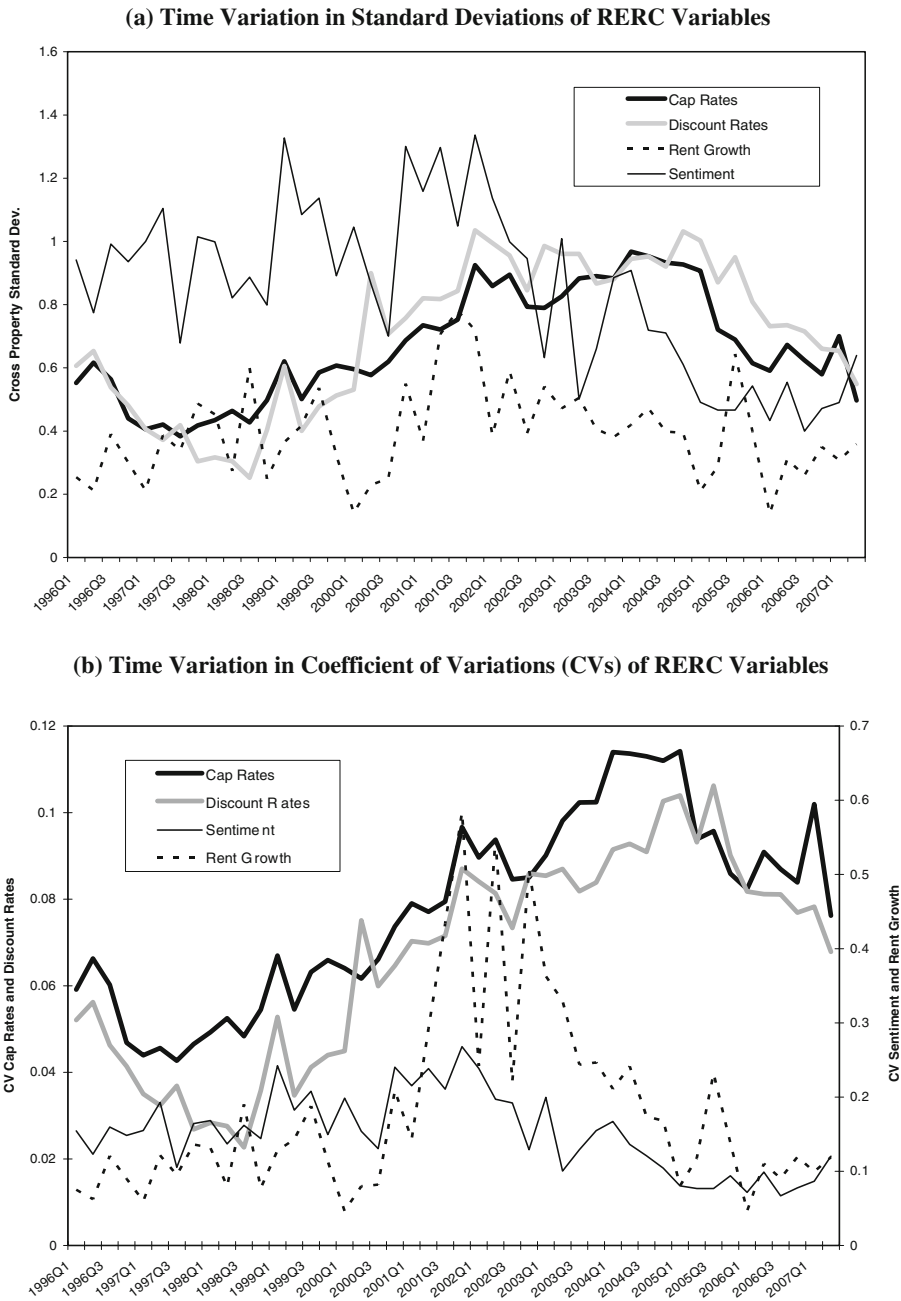 (a) Time Variation in Standard Deviations of RERC Variables
1.6
1.4
1.2
1
0.8
0.6
0.4
0.2
0
Cross Property Standard Dev.
Cap Rates
Discount Rates
Rent Growth
Sentiment
1996Q1
1996Q3
1997Q1
1997Q3
1998Q1
1998Q3
1999Q1
1999Q3
2000Q1
2000Q3
2001Q1
2001Q3
2002Q1
2002Q3
2003Q1
2003Q3
2004Q1
2004Q3
2005Q1
2005Q3
2006Q1
2006Q3
2007Q1
(b) Time Variation in Coefficient of Variations (CVs) of RERC Variables
0.12
0.1
0.08
0.06
0.04
0.02
0
CV Cap Rates and Discount Rates
Cap Rates
Discount R ates
Sentiment
Rent Growth
0.7
0.6
0.5
0.4
0.3
0.2
0.1
0
CV Sentiment and Rent Growth
1996Q1
1996Q3
1997Q1
1997Q3
1998Q1
1998Q3
1999Q1
1999Q3
2000Q1
2000Q3
2001Q1
2001Q3
2002Q1
2002Q3
2003Q1
2003Q3
2004Q1
2004Q3
2005Q1
2005Q3
2006Q1
2006Q3
2007Q1